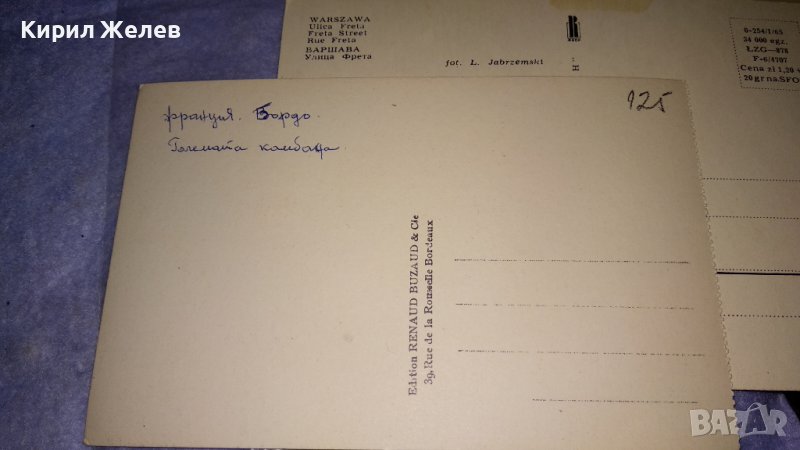 Кирил Желев
WARSZAWA
Ulica Freta
Freta Street
Rue Freta
ВАРШАВА
Улица Фрета
fot. L. Jabrzemski
0-254/1/65
34 000 egz.
ŁZG—878
F-6/4707
Cena zł 1,20 +
20 gr na SFO
H
125
франция. Бордо.
Големата камбана.
Edition RENAUD BUZAUD & Cie
39, Rue de la Rousselle Bordeaux
BAZAR